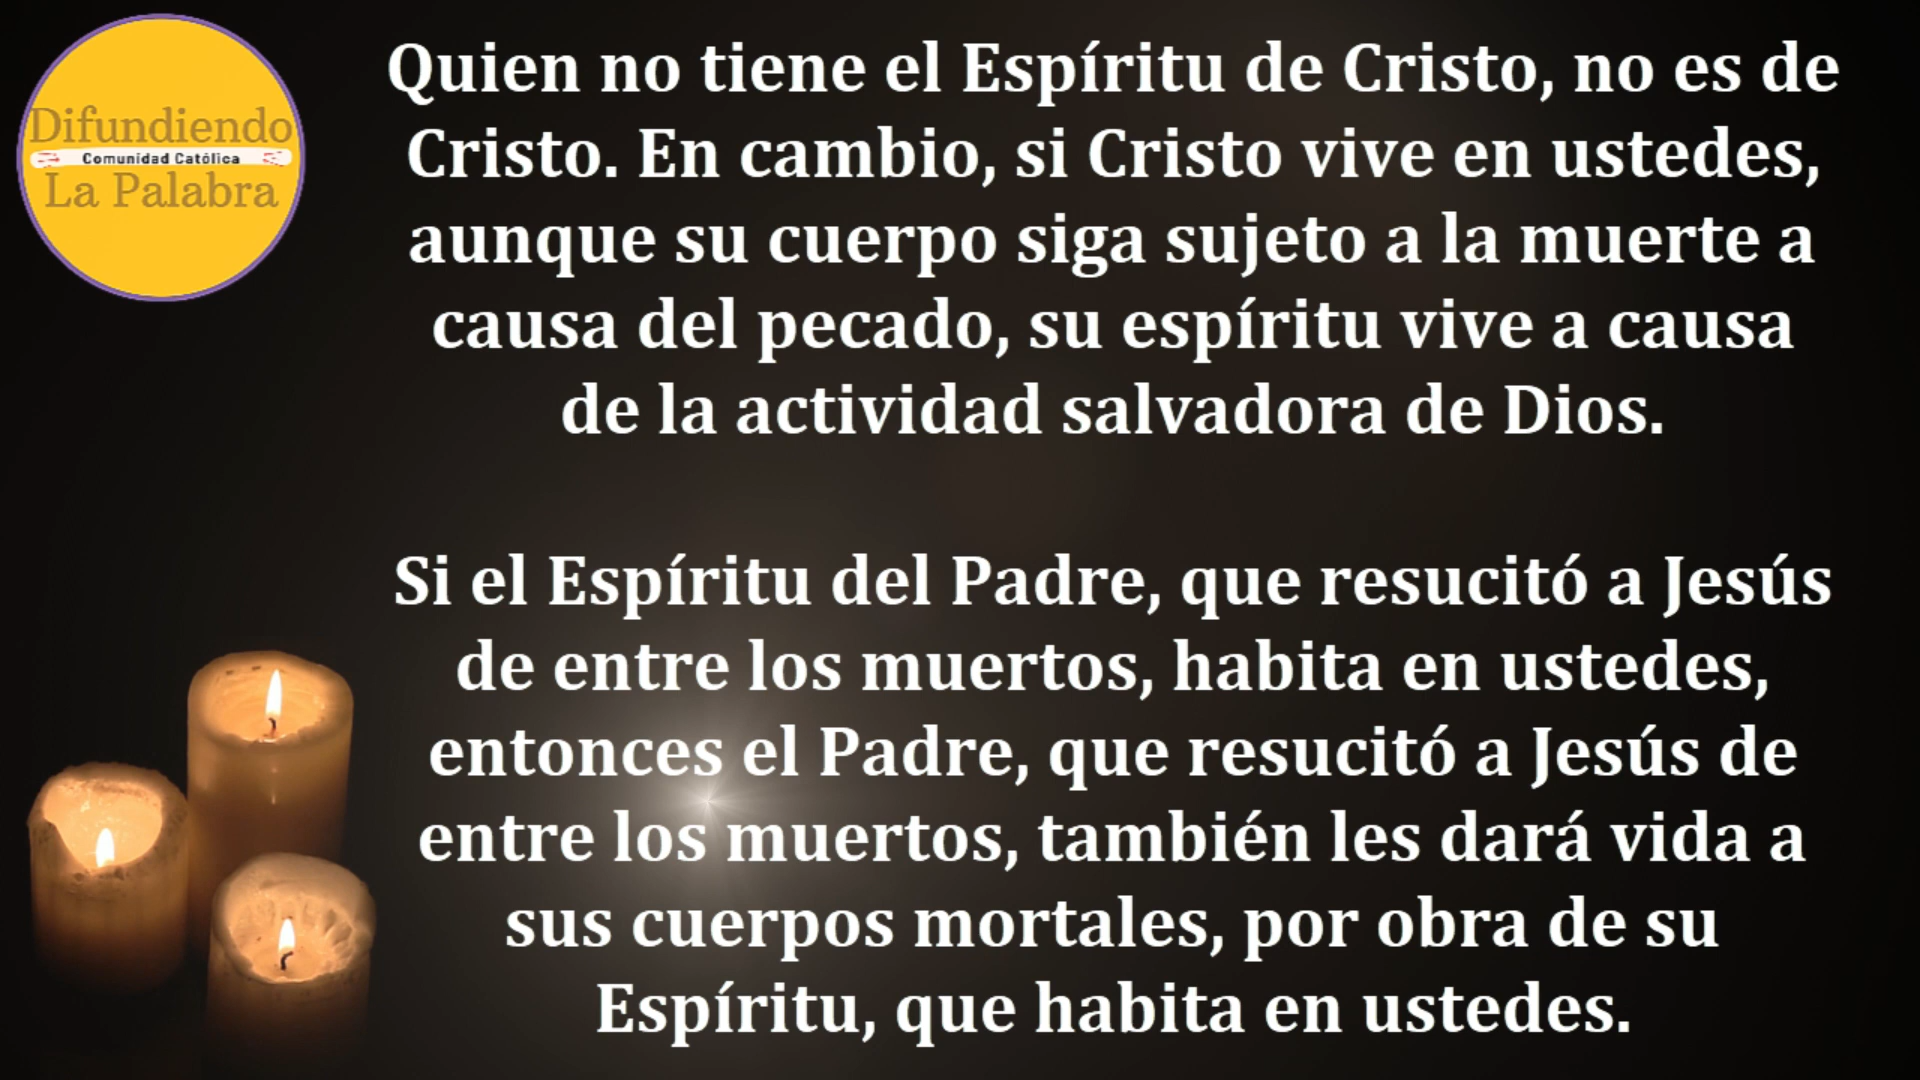 Difundiendo
Comunidad Católica
La Palabra
Quien no tiene el Espíritu de Cristo, no es de
Cristo. En cambio, si Cristo vive en ustedes,
aunque su cuerpo siga sujeto a la muerte a
causa del pecado, su espíritu vive a causa
de la actividad salvadora de Dios.
Si el Espíritu del Padre, que resucitó a Jesús
de entre los muertos, habita en ustedes,
entonces el Padre, que resucitó a Jesús de
entre los muertos, también les dará vida a
sus cuerpos mortales, por obra de su
Espíritu, que habita en ustedes.